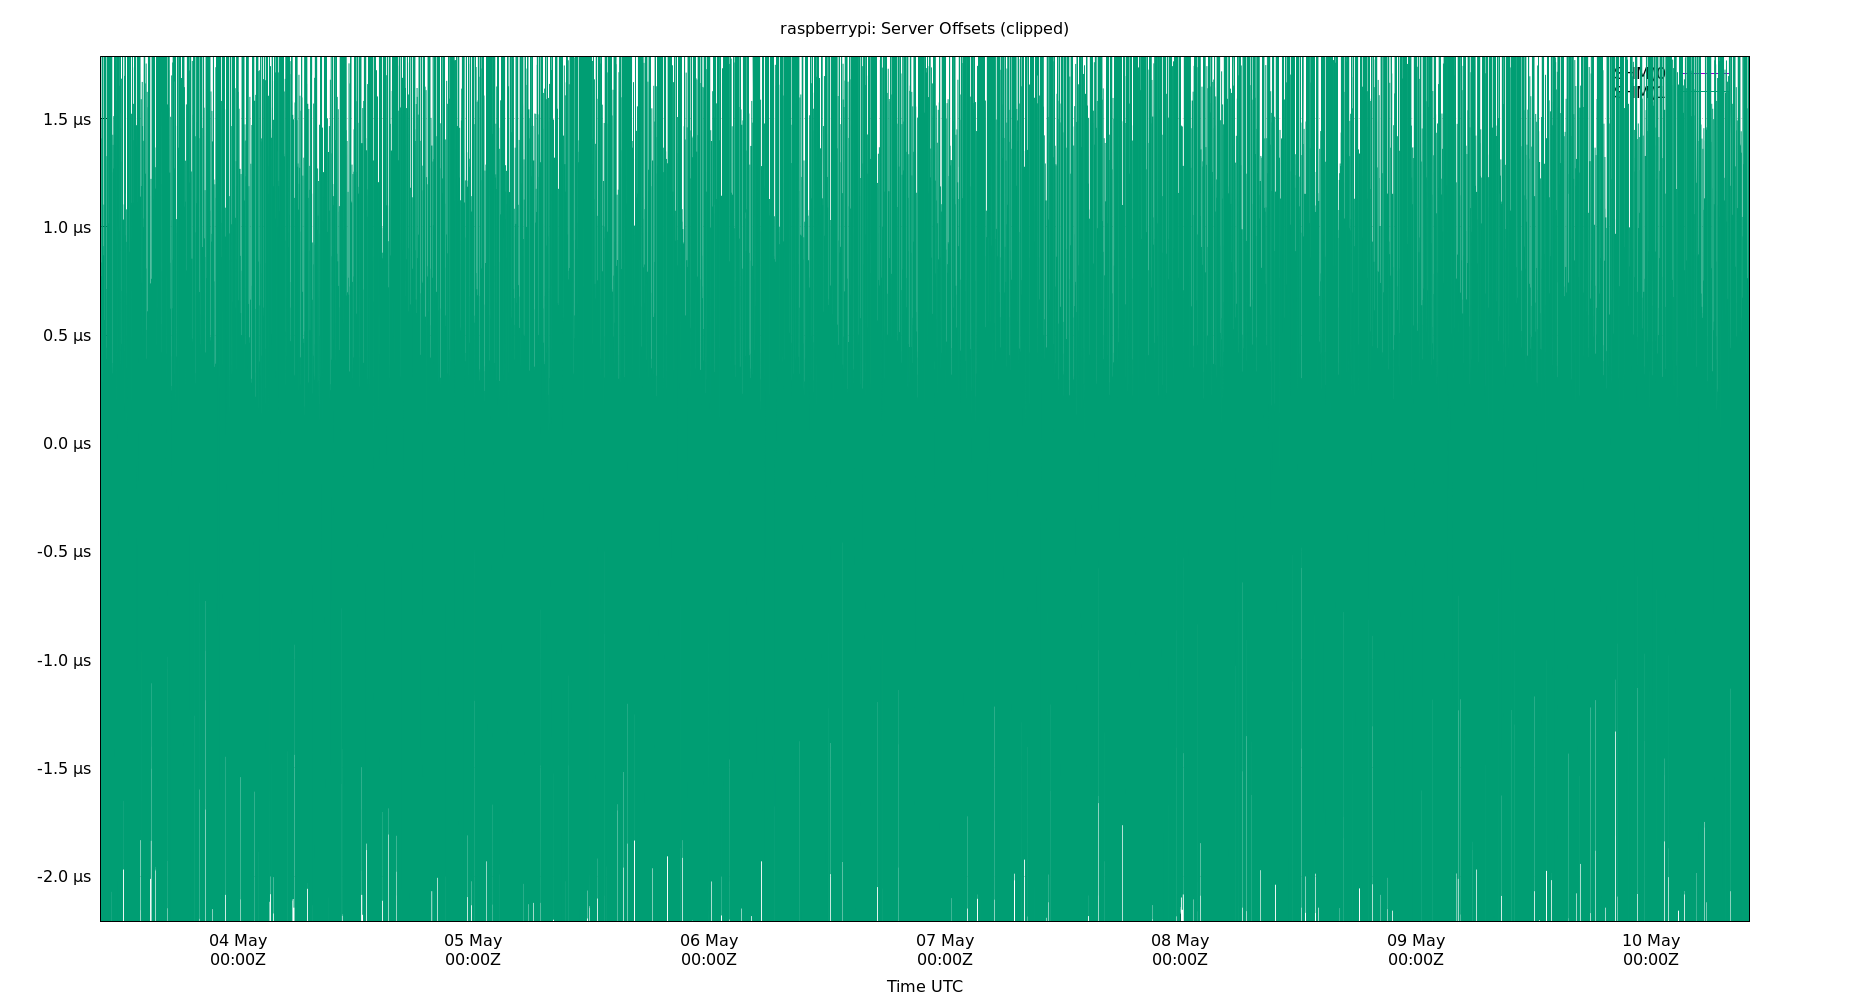 raspberrypi: Server Offsets (clipped)
1.5 µs
1.0 µs
0.5 µs
0.0 µs
-0.5 µs
-1.0 µs
-1.5 µs
-2.0 µs
04 May
00:00Z
05 May
00:00Z
06 May
00:00Z
07 May
00:00Z
08 May
00:00Z
09 May
00:00Z
10 May
00:00Z
Time UTC